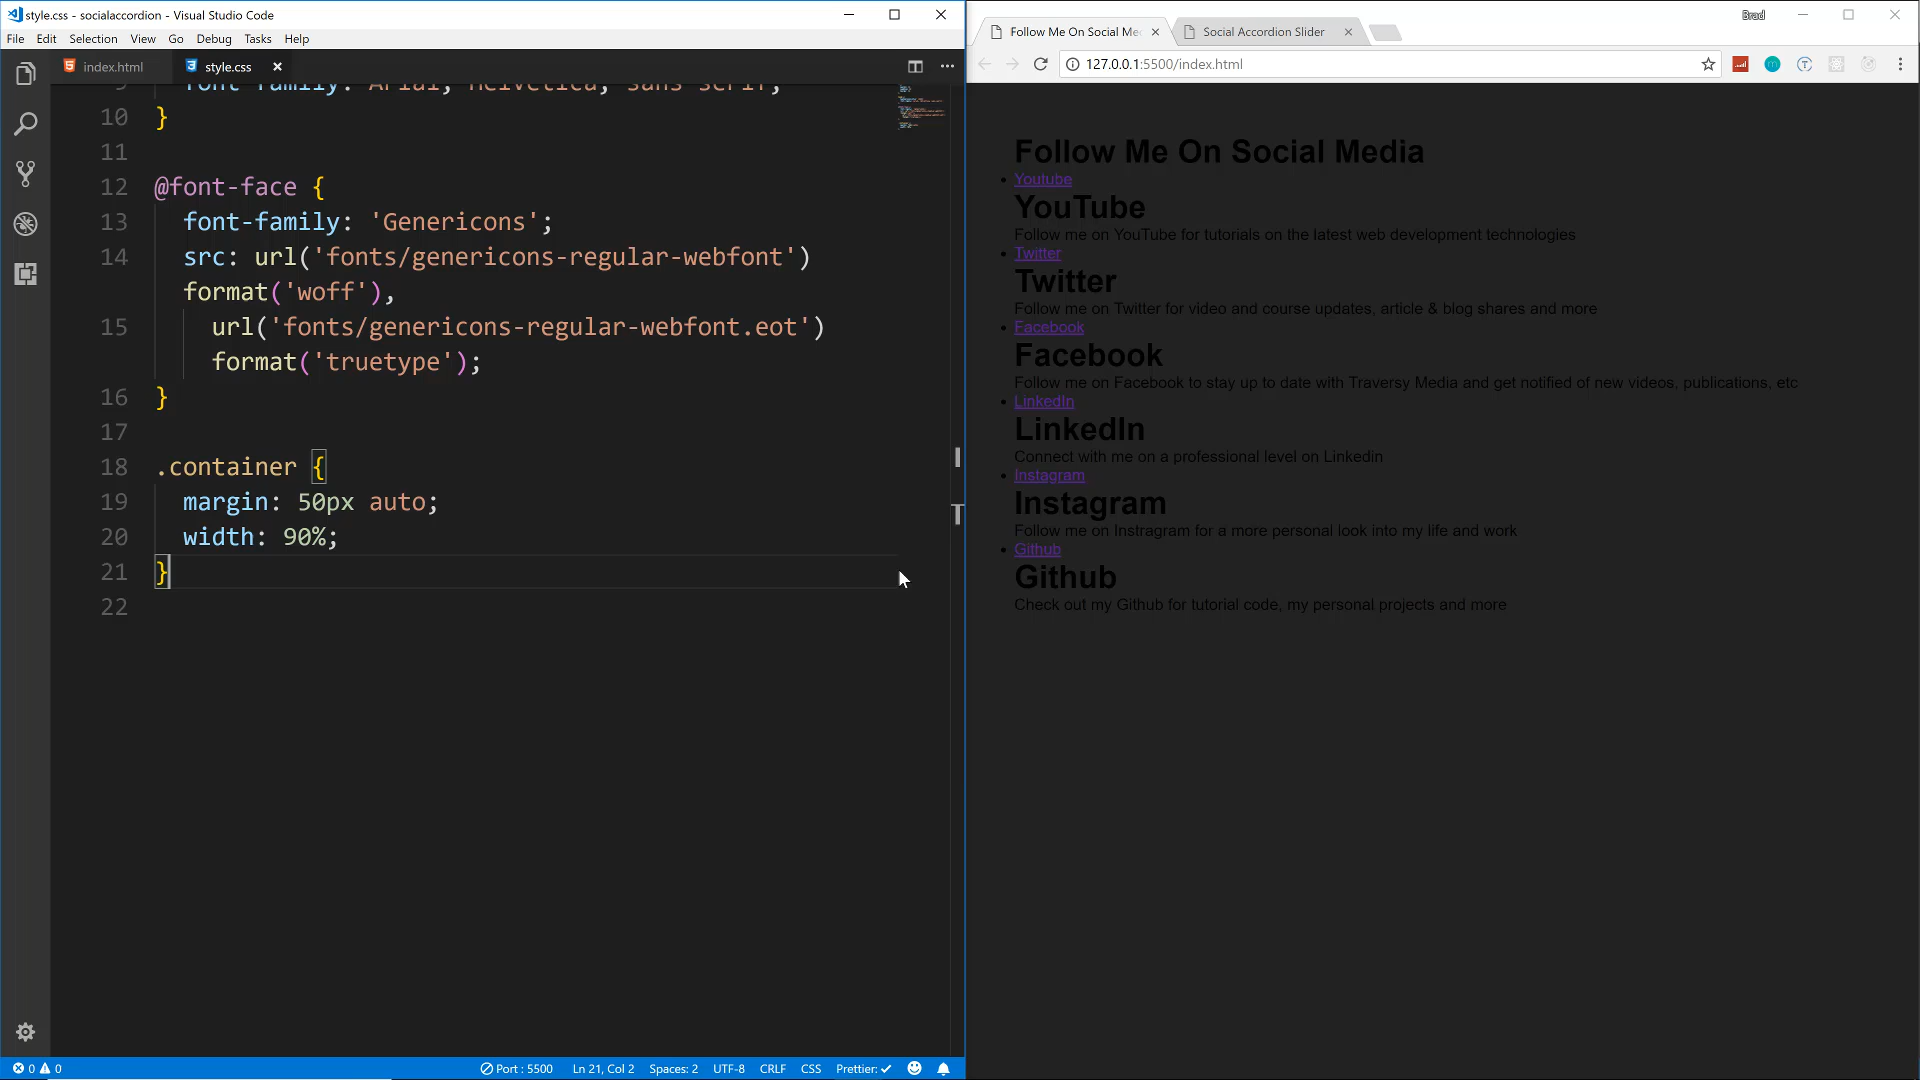 style.css - socialaccordion - Visual Studio Code
File Edit Selection View Go Debug Tasks Help
index.html style.css
9 font-family: Arial, Helvetica, sans-serif;
10 }
11
12 @font-face {
13 font-family: 'Genericons';
14 src: url('fonts/genericons-regular-webfont')
format('woff'),
15 url('fonts/genericons-regular-webfont.eot')
format('truetype');
16 }
17
18 .container {
19 margin: 50px auto;
20 width: 90%;
21 }
22
0 0 Port : 5500 Ln 21, Col 2 Spaces: 2 UTF-8 CRLF CSS Prettier: ✓
Brad
Follow Me On Social Me Social Accordion Slider
127.0.0.1:5500/index.html
Follow Me On Social Media
• Youtube
YouTube
Follow me on YouTube for tutorials on the latest web development technologies
• Twitter
Twitter
Follow me on Twitter for video and course updates, article & blog shares and more
• Facebook
Facebook
Follow me on Facebook to stay up to date with Traversy Media and get notified of new videos, publications, etc
• LinkedIn
LinkedIn
Connect with me on a professional level on Linkedin
• Instagram
Instagram
Follow me on Instragram for a more personal look into my life and work
• Github
Github
Check out my Github for tutorial code, my personal projects and more